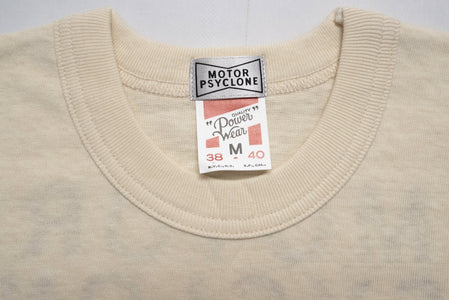 MOTOR
PSYCLONE
QUALITY
"Power
Wear"
M
38 - 40